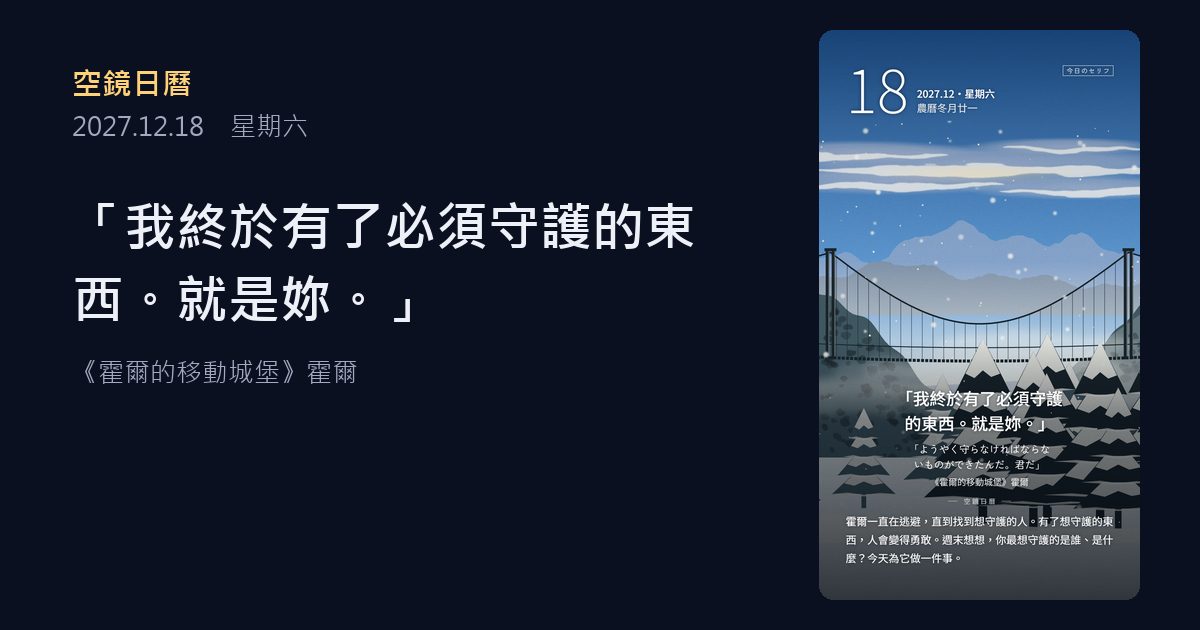 空鏡日曆
2027.12.18 星期六
「我終於有了必須守護的東
西。就是妳。」
《霍爾的移動城堡》霍爾
18
2027.12・星期六
農曆冬月廿一
今日のセリフ
「我終於有了必須守護
的東西。就是妳。」
「ようやく守らなければならな
いものができたんだ。君だ」
《霍爾的移動城堡》霍爾
— 空鏡日曆 —
霍爾一直在逃避，直到找到想守護的人。有了想守護的東
西，人會變得勇敢。週末想想，你最想守護的是誰、是什
麼？今天為它做一件事。